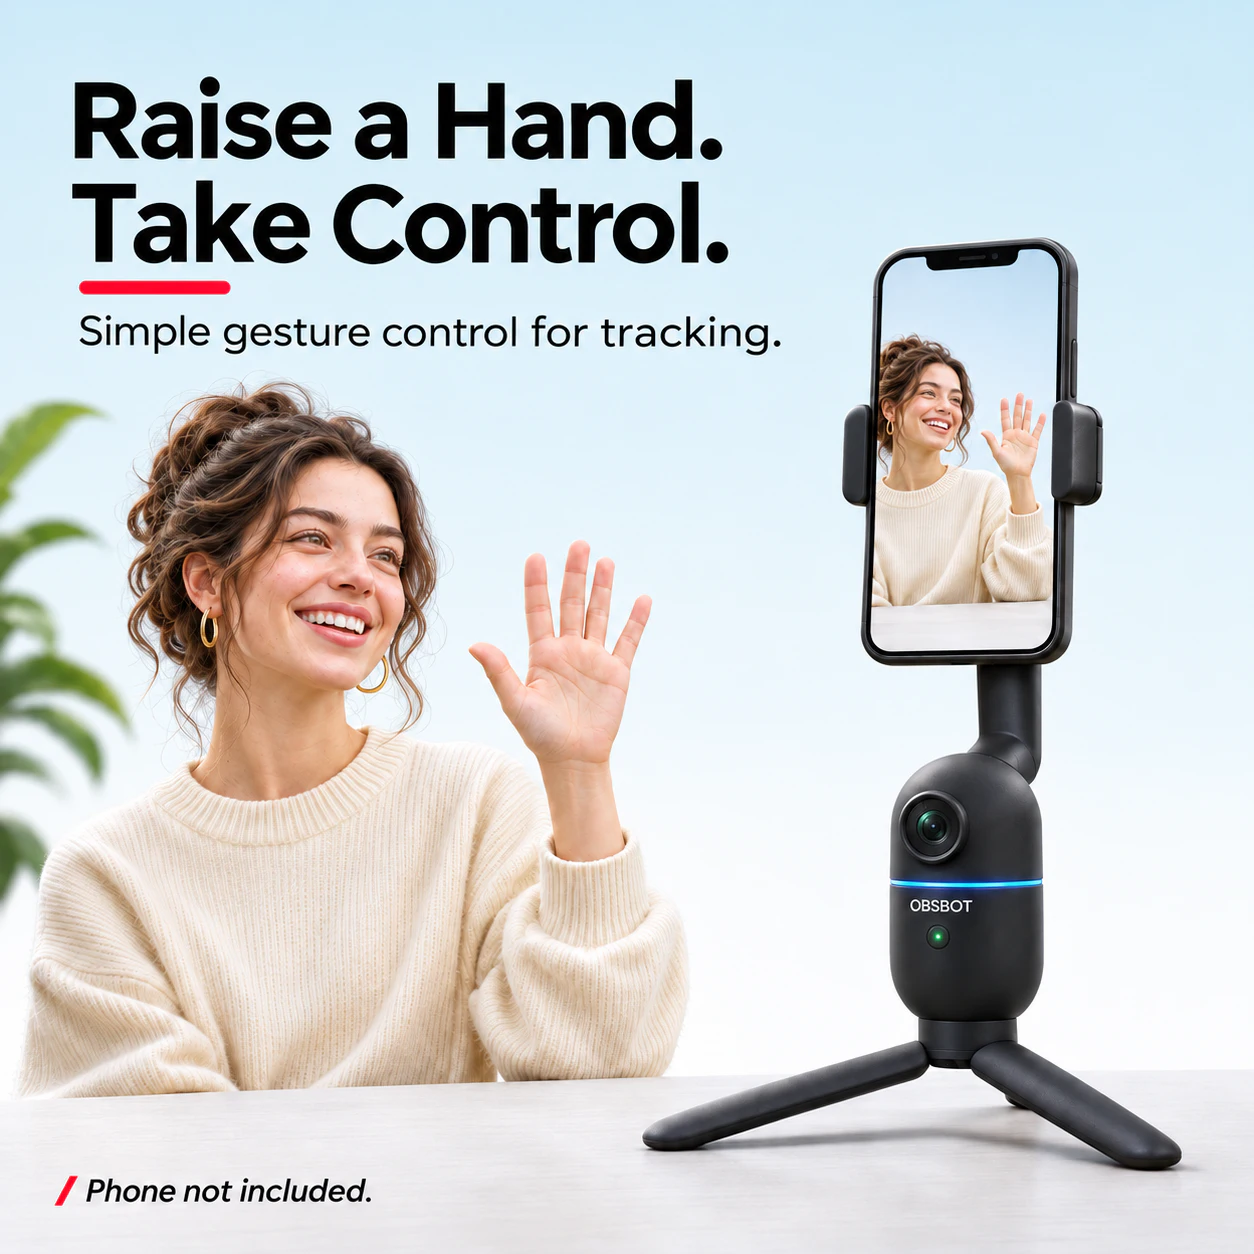 Raise a Hand.
Take Control.
Simple gesture control for tracking.
OBSBOT
Phone not included.